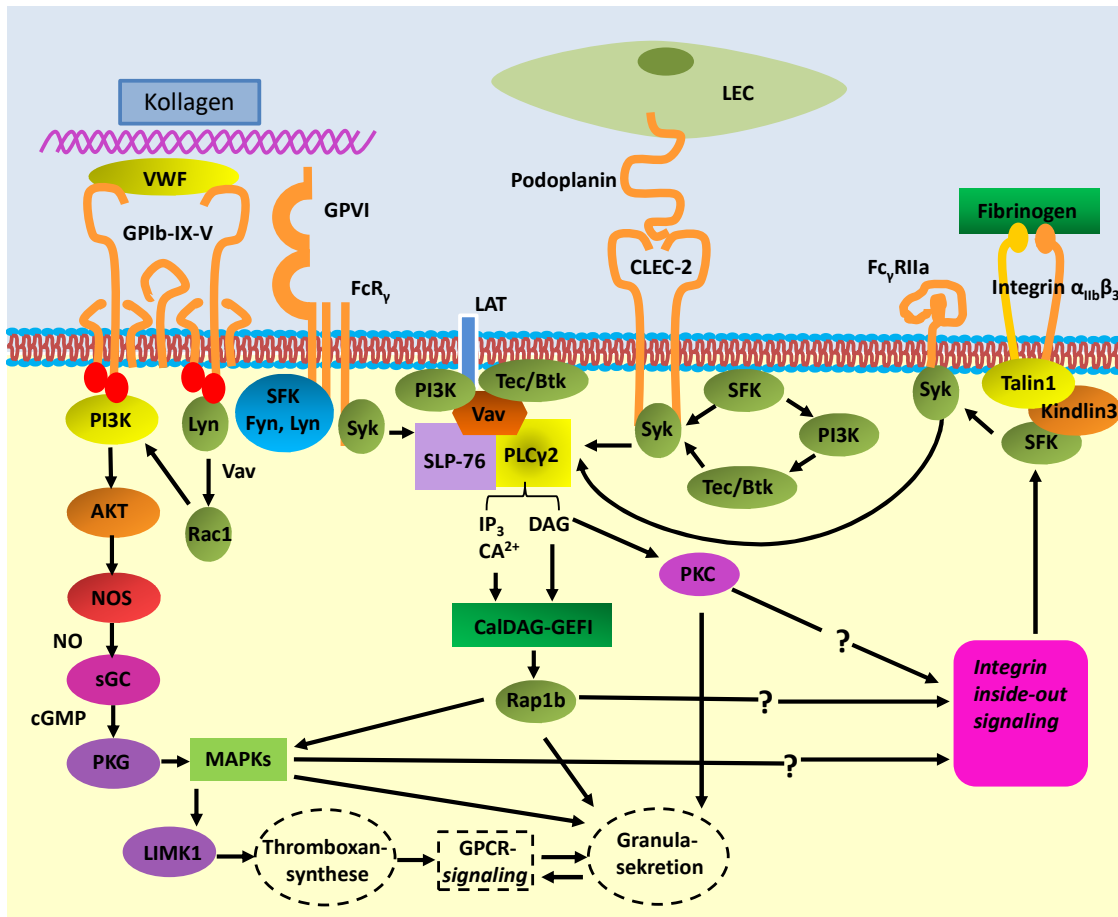 Kollagen
LEC
VWF
Podoplanin
GPVI
Fibrinogen
GPIb-IX-V
CLEC-2
FcγRIIa
Integrin αIIbβ3
FcRγ
LAT
PI3K
Tec/Btk
Talin1
SFK
Fyn, Lyn
SFK
Syk
Kindlin3
PI3K
Lyn
Vav
Syk
Syk
PI3K
SFK
Vav
SLP-76
PLCγ2
Tec/Btk
AKT
Rac1
IP3
DAG
CA2+
PKC
NOS
CalDAG-GEFI
NO
?
sGC
Rap1b
?
Integrin
inside-out
signaling
cGMP
PKG
MAPKs
?
LIMK1
Thromboxan-
synthese
GPCR-
signaling
Granula-
sekretion